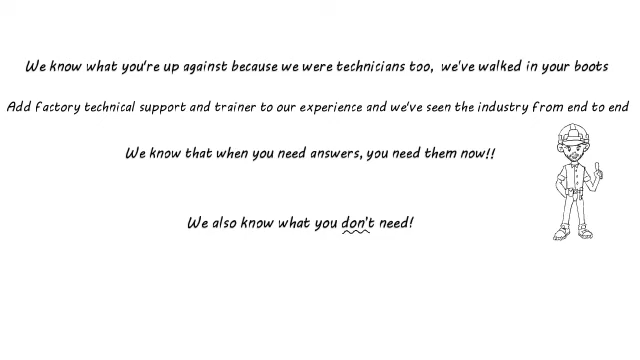 We know what you're up against because we were technicians too, we've walked in your boots
Add factory technical support and trainer to our experience and we've seen the industry from end to end
We know that when you need answers, you need them now!!
We also know what you don't need!